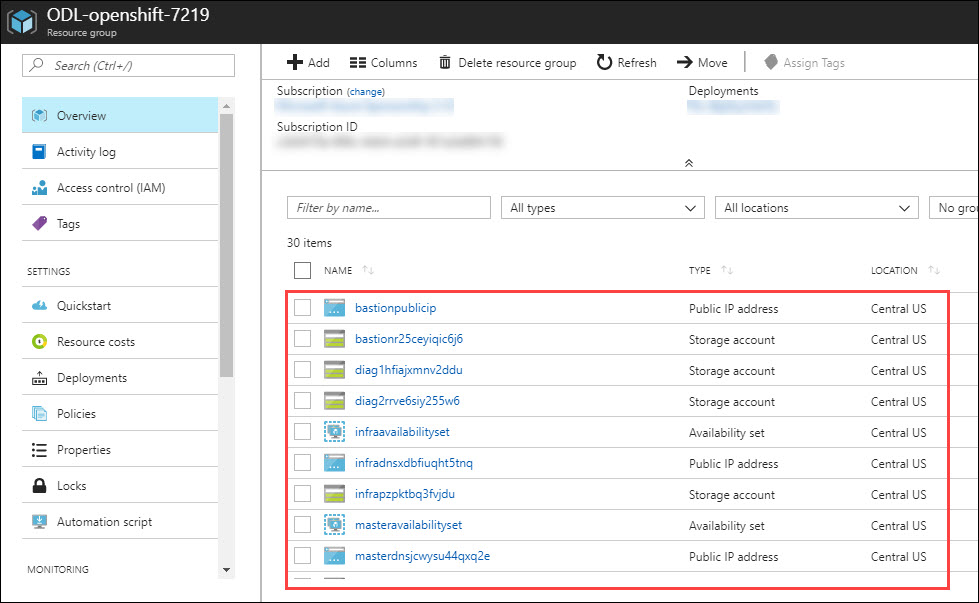 ODL-openshift-7219
Resource group
Search (Ctrl+/)
Overview
Activity log
Access control (IAM)
Tags
SETTINGS
Quickstart
Resource costs
Deployments
Policies
Properties
Locks
Automation script
MONITORING
Add Columns Delete resource group Refresh Move Assign Tags
Subscription (change) Deployments
Subscription ID
Filter by name... All types All locations No gro
30 items
NAME TYPE LOCATION
bastionpublicip Public IP address Central US
bastionr25ceyiqic6j6 Storage account Central US
diag1hfiajxmnv2ddu Storage account Central US
diag2rrve6siy255w6 Storage account Central US
infraavailabilityset Availability set Central US
infradnsxdbfiuqht5tnq Public IP address Central US
infrapzpktbq3fvjdu Storage account Central US
masteravailabilityset Availability set Central US
masterdnsjcwysu44qxq2e Public IP address Central US